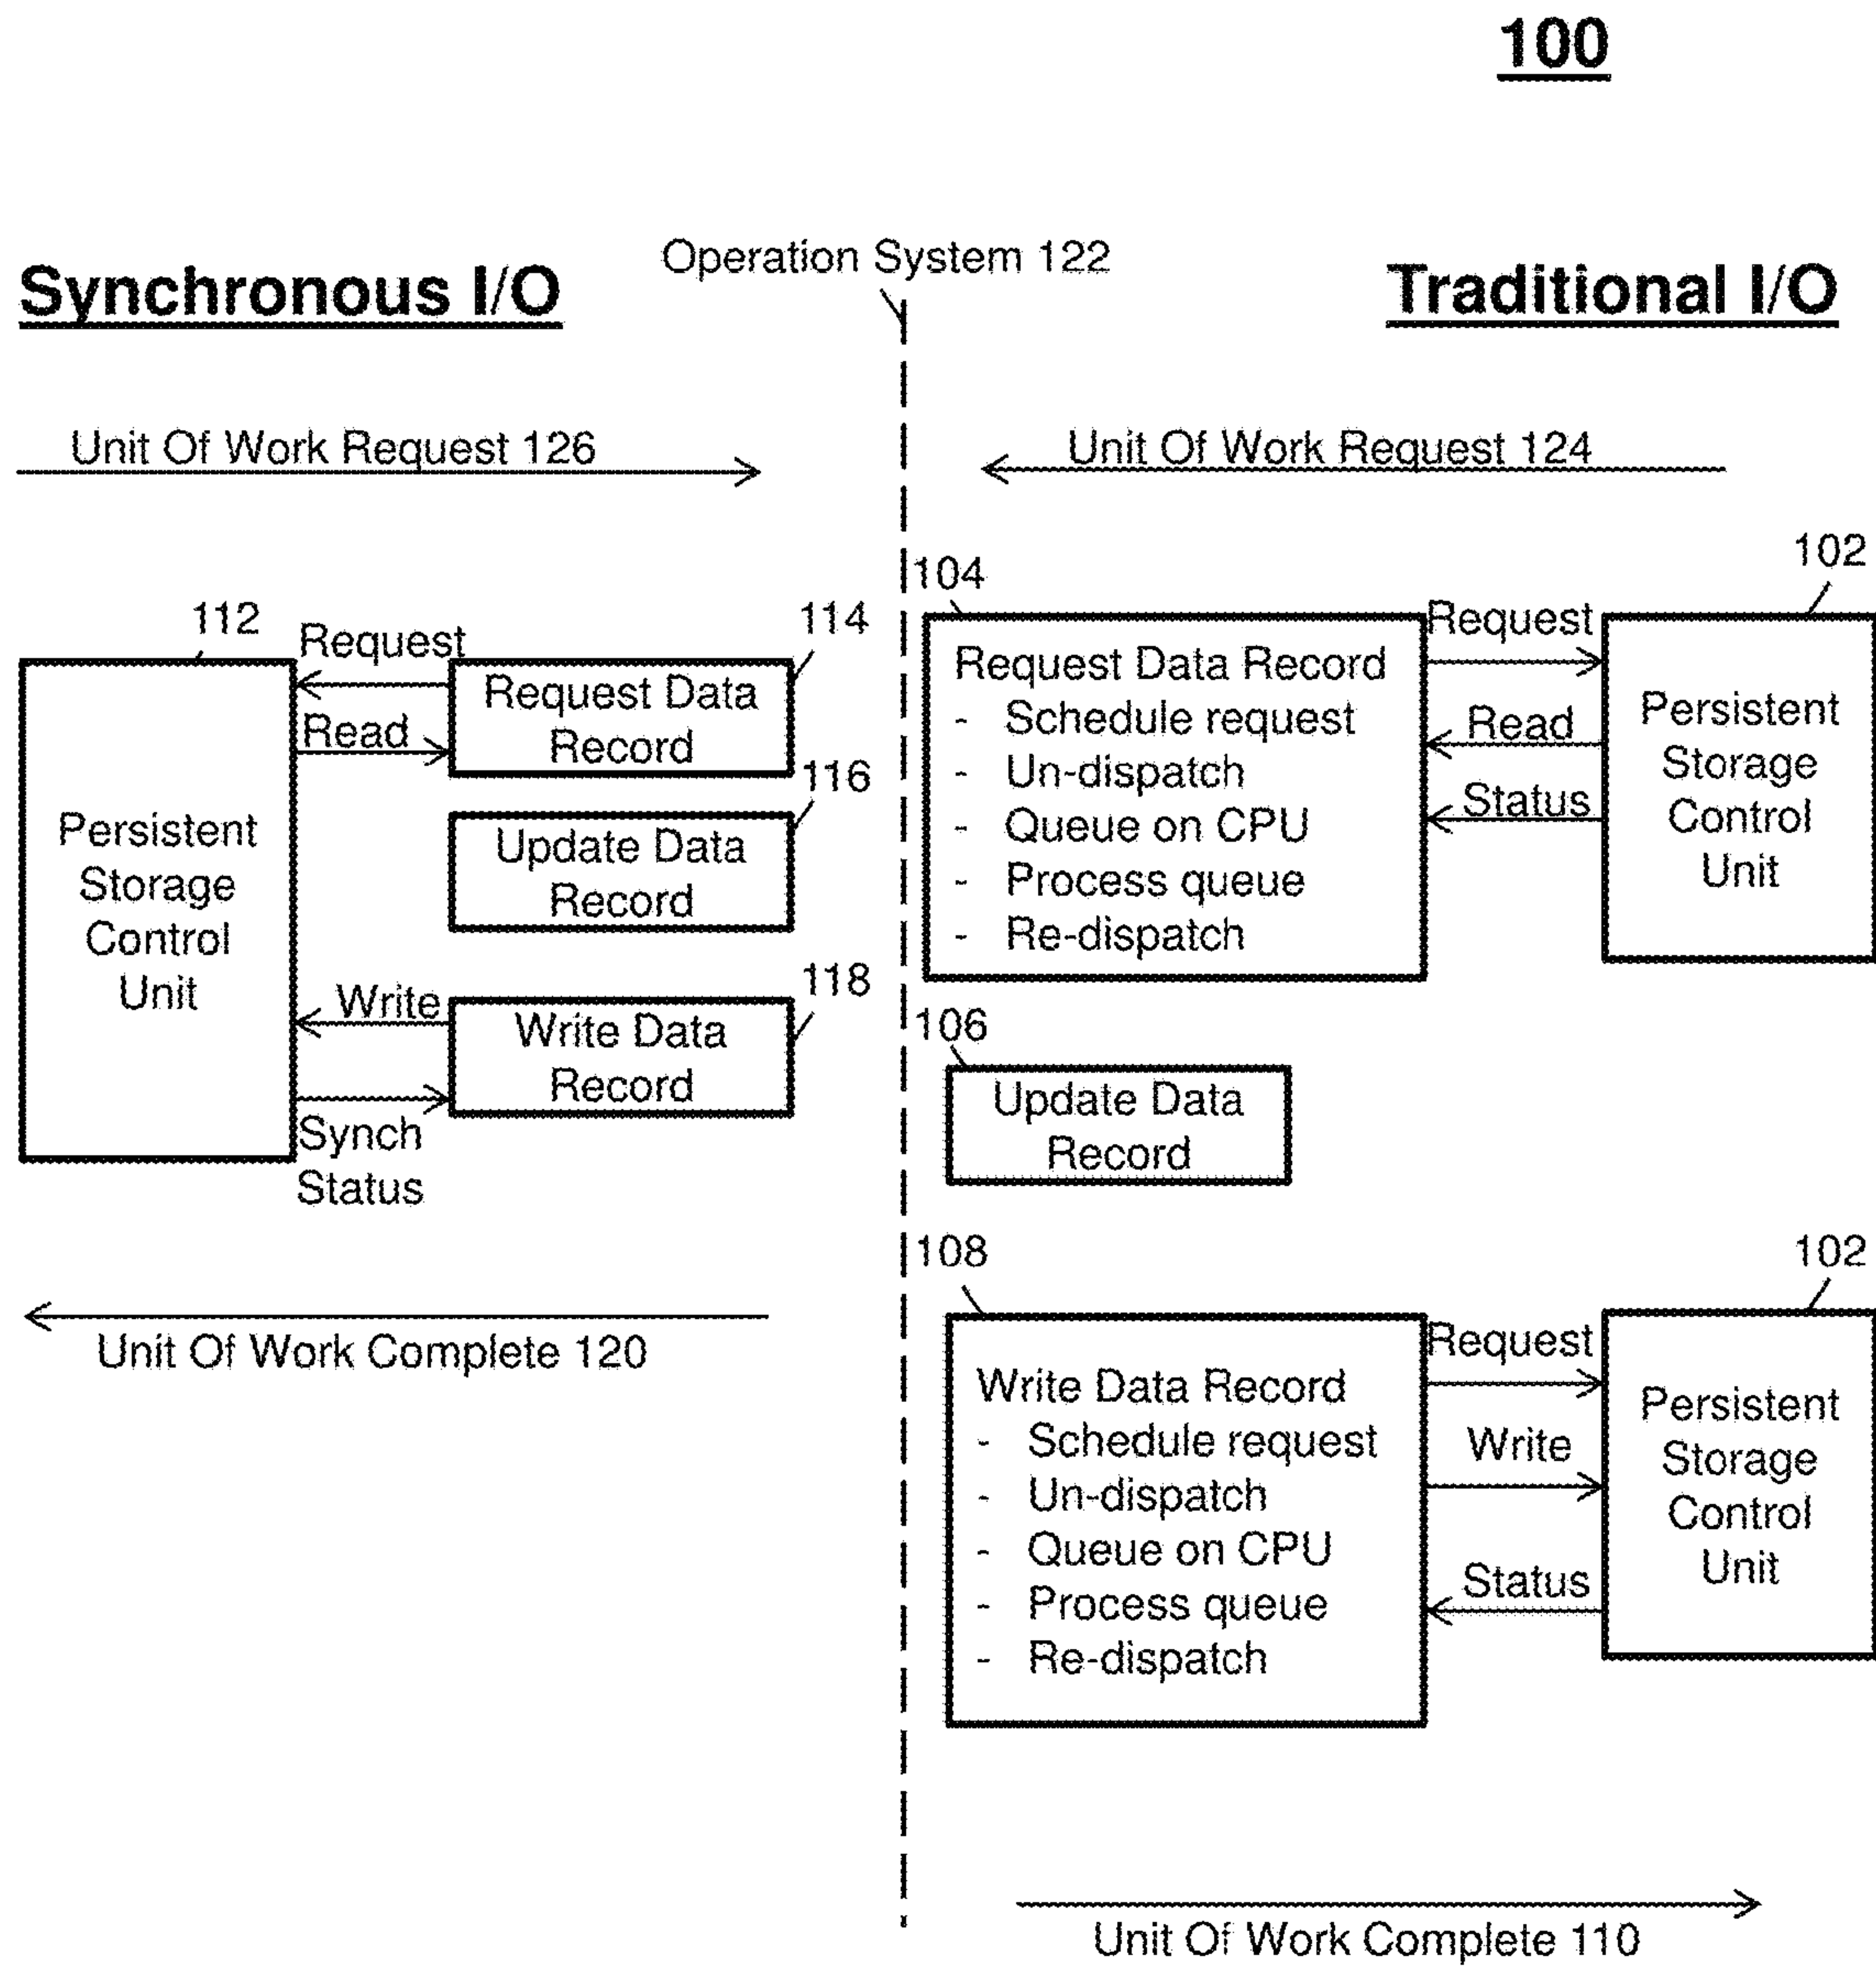 100
Operation System 122
Synchronous I/O
Traditional I/O
Unit Of Work Request 126
Unit Of Work Request 124
112
Request
Read
114
Request Data
Record
116
Update Data
Record
Persistent
Storage
Control
Unit
118
Write
Write Data
Record
Synch
Status
Unit Of Work Complete 120
104
Request Data Record
- Schedule request
- Un-dispatch
- Queue on CPU
- Process queue
- Re-dispatch
Request
Read
Status
102
Persistent
Storage
Control
Unit
106
Update Data
Record
108
Write Data Record
- Schedule request
- Un-dispatch
- Queue on CPU
- Process queue
- Re-dispatch
Request
Write
Status
102
Persistent
Storage
Control
Unit
Unit Of Work Complete 110